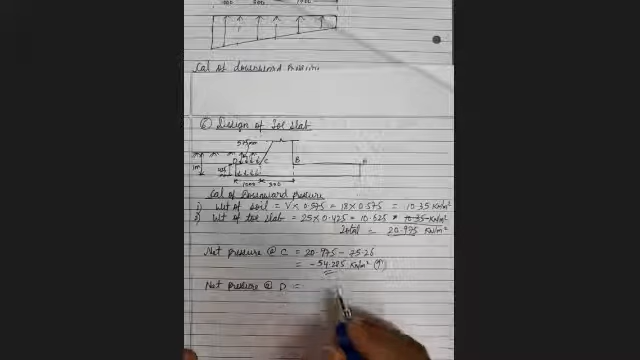 Cal of downward Pressure
⑥ Design of Toe slab
C
D
B
1m
Cal of Downward pressure
1) Wt of soil = γ x 0.575 = 18 x 0.575 = 10.35 KN/m²
2) Wt of toe slab = 25 x 0.425 = 10.625 KN/m²
Total = 20.975 KN/m²
Net pressure @ C = 20.975 - 75.26
= - 54.285 KN/m² (↑)
Net pressure @ D =